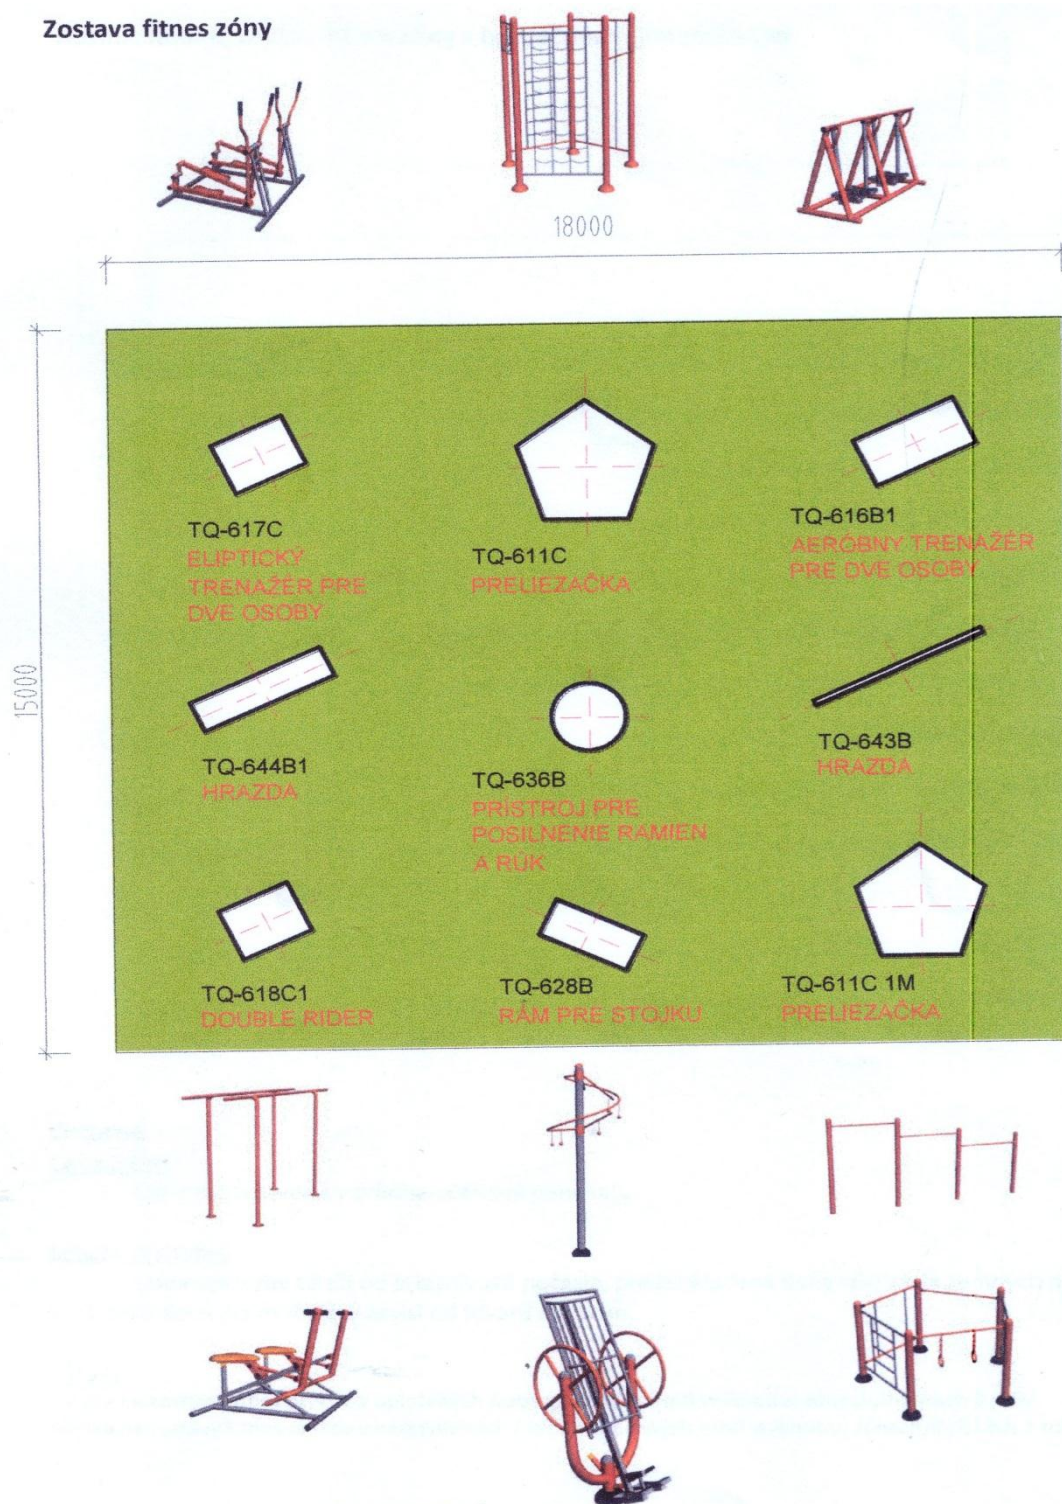 Zostava fitnes zóny
18000
15000
TQ-617C
ELIPTICKÝ
TRENAŽÉR PRE
DVE OSOBY
TQ-611C
PRELIEZAČKA
TQ-616B1
AERÓBNY TRENAŽÉR
PRE DVE OSOBY
TQ-644B1
HRAZDA
TQ-636B
PRÍSTROJ PRE
POSILNENIE RAMIEN
A RÚK
TQ-643B
HRAZDA
TQ-618C1
DOUBLE RIDER
TQ-628B
RÁM PRE STOJKU
TQ-611C 1M
PRELIEZAČKA